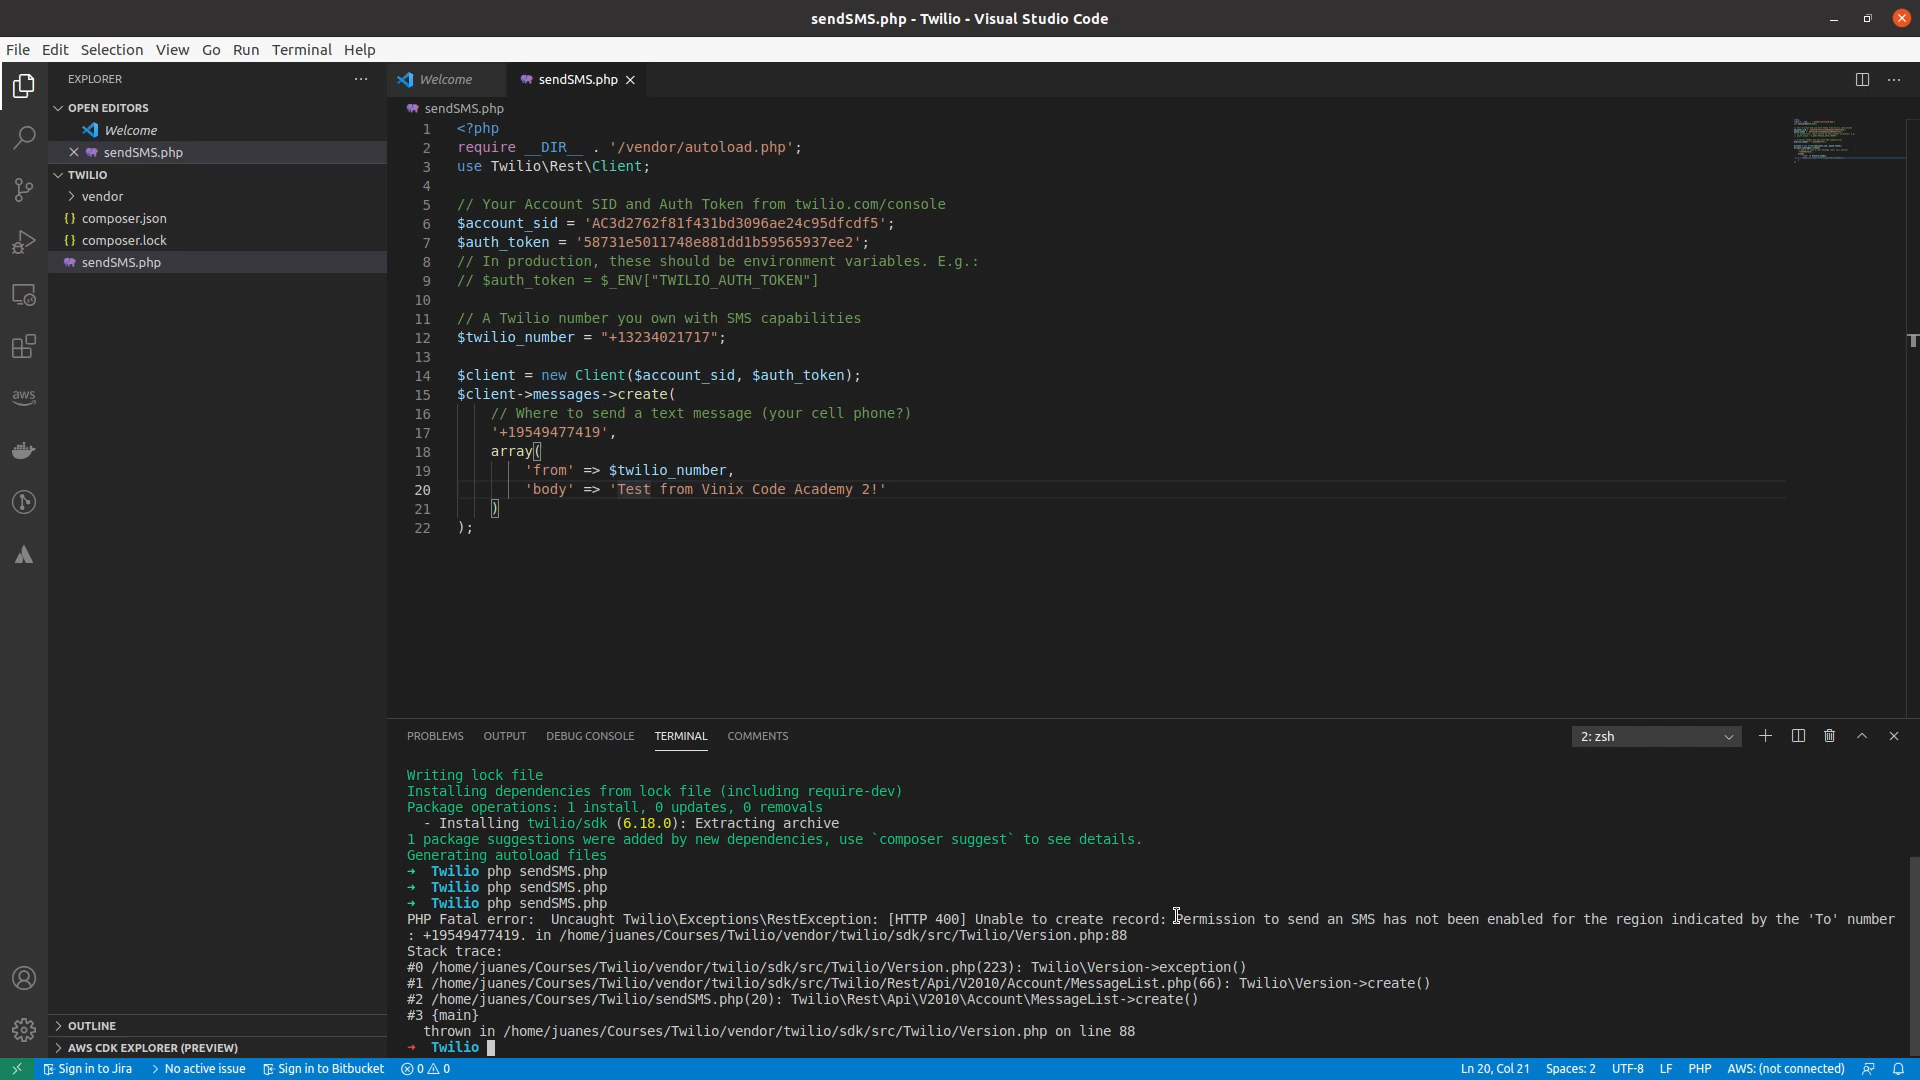 sendSMS.php - Twilio - Visual Studio Code
File Edit Selection View Go Run Terminal Help
EXPLORER
OPEN EDITORS
Welcome
sendSMS.php
TWILIO
vendor
composer.json
composer.lock
sendSMS.php
OUTLINE
AWS CDK EXPLORER (PREVIEW)
aws
Welcome
sendSMS.php
sendSMS.php
1 <?php
2 require __DIR__ . '/vendor/autoload.php';
3 use Twilio\Rest\Client;
4
5 // Your Account SID and Auth Token from twilio.com/console
6 $account_sid = 'AC3d2762f81f431bd3096ae24c95dfcdf5';
7 $auth_token = '58731e5011748e881dd1b59565937ee2';
8 // In production, these should be environment variables. E.g.:
9 // $auth_token = $_ENV["TWILIO_AUTH_TOKEN"]
10
11 // A Twilio number you own with SMS capabilities
12 $twilio_number = "+13234021717";
13
14 $client = new Client($account_sid, $auth_token);
15 $client->messages->create(
16 // Where to send a text message (your cell phone?)
17 '+19549477419',
18 array(
19 'from' => $twilio_number,
20 'body' => 'Test from Vinix Code Academy 2!'
21 )
22 );
PROBLEMS OUTPUT DEBUG CONSOLE TERMINAL COMMENTS
2: zsh
Writing lock file
Installing dependencies from lock file (including require-dev)
Package operations: 1 install, 0 updates, 0 removals
- Installing twilio/sdk (6.18.0): Extracting archive
1 package suggestions were added by new dependencies, use `composer suggest` to see details.
Generating autoload files
➜ Twilio php sendSMS.php
➜ Twilio php sendSMS.php
➜ Twilio php sendSMS.php
PHP Fatal error:  Uncaught Twilio\Exceptions\RestException: [HTTP 400] Unable to create record: Permission to send an SMS has not been enabled for the region indicated by the 'To' number
: +19549477419. in /home/juanes/Courses/Twilio/vendor/twilio/sdk/src/Twilio/Version.php:88
Stack trace:
#0 /home/juanes/Courses/Twilio/vendor/twilio/sdk/src/Twilio/Version.php(223): Twilio\Version->exception()
#1 /home/juanes/Courses/Twilio/vendor/twilio/sdk/src/Twilio/Rest/Api/V2010/Account/MessageList.php(66): Twilio\Version->create()
#2 /home/juanes/Courses/Twilio/sendSMS.php(20): Twilio\Rest\Api\V2010\Account\MessageList->create()
#3 {main}
thrown in /home/juanes/Courses/Twilio/vendor/twilio/sdk/src/Twilio/Version.php on line 88
➜ Twilio
Sign in to Jira No active issue Sign in to Bitbucket 0 0 Ln 20, Col 21 Spaces: 2 UTF-8 LF PHP AWS: (not connected)